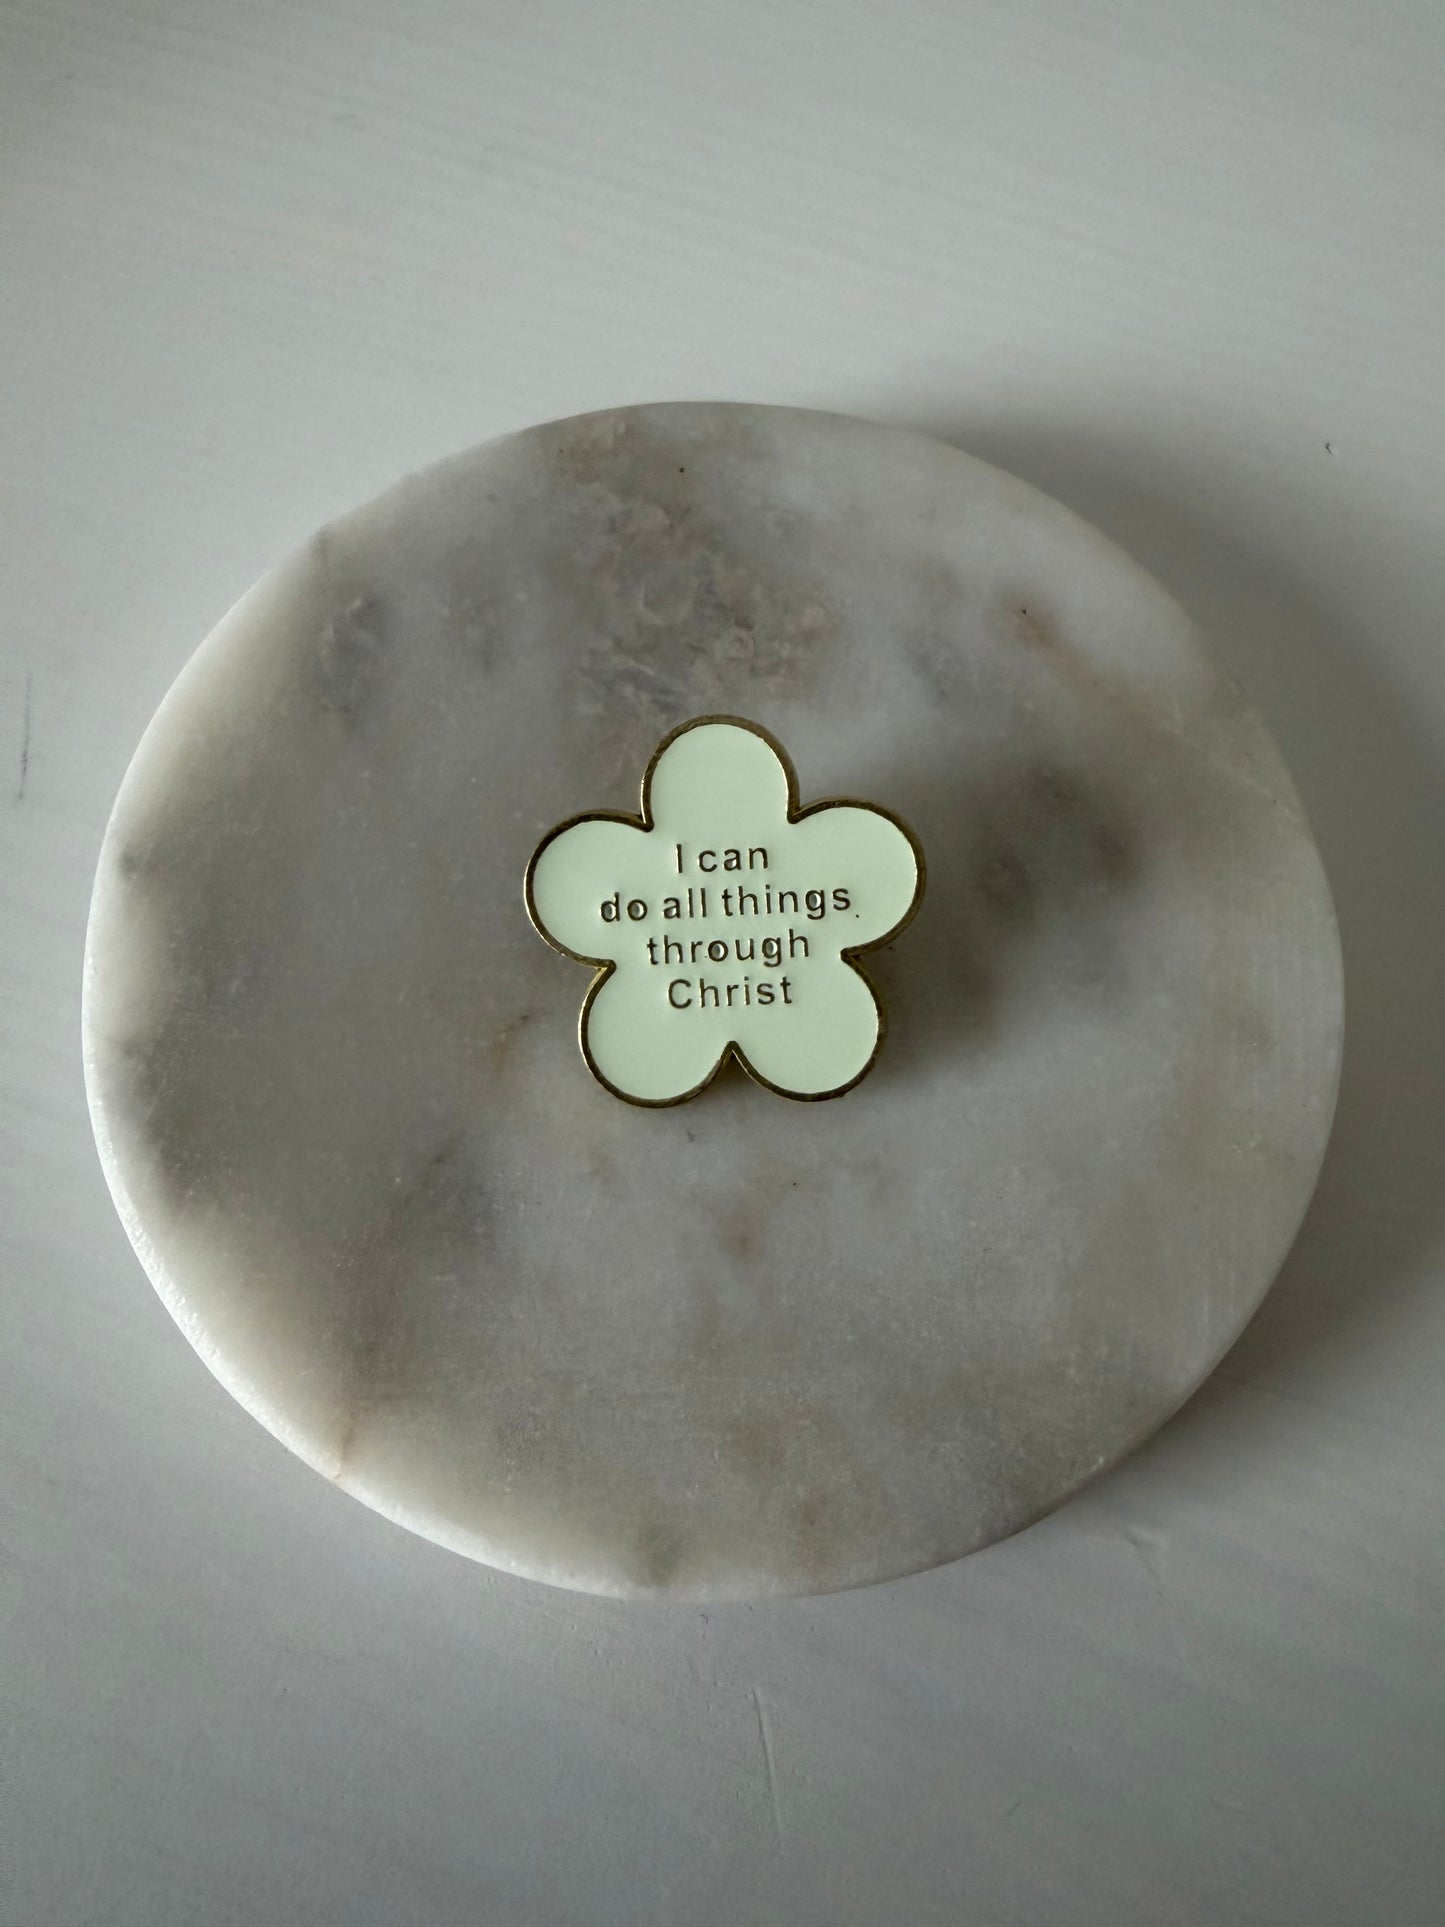 I can
do all things
through
Christ